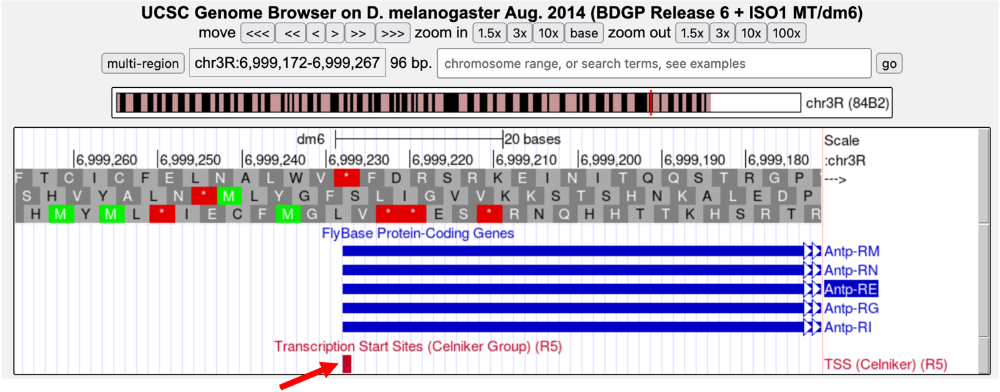 UCSC Genome Browser on D. melanogaster Aug. 2014 (BDGP Release 6 + ISO1 MT/dm6)
move <<< << < > >> >>> zoom in 1.5x 3x 10x base zoom out 1.5x 3x 10x 100x
multi-region chr3R:6,999,172-6,999,267 96 bp. chromosome range, or search terms, see examples go
chr3R (84B2)
dm6 20 bases Scale
6,999,260 6,999,250 6,999,240 6,999,230 6,999,220 6,999,210 6,999,200 6,999,190 6,999,180 :chr3R
F T C I C F E L N A L W V * F D R S R K E I N I T Q Q S T R G P --->
S H V Y A L N * M L Y G F S L I G V V K K S T S H N K A L E D P
H M Y M L * I E C F M G L V * * E S * R N Q H H T T K H S R T R
FlyBase Protein-Coding Genes
Antp-RM
Antp-RN
Antp-RE
Antp-RG
Antp-RI
Transcription Start Sites (Celniker Group) (R5)
TSS (Celniker) (R5)